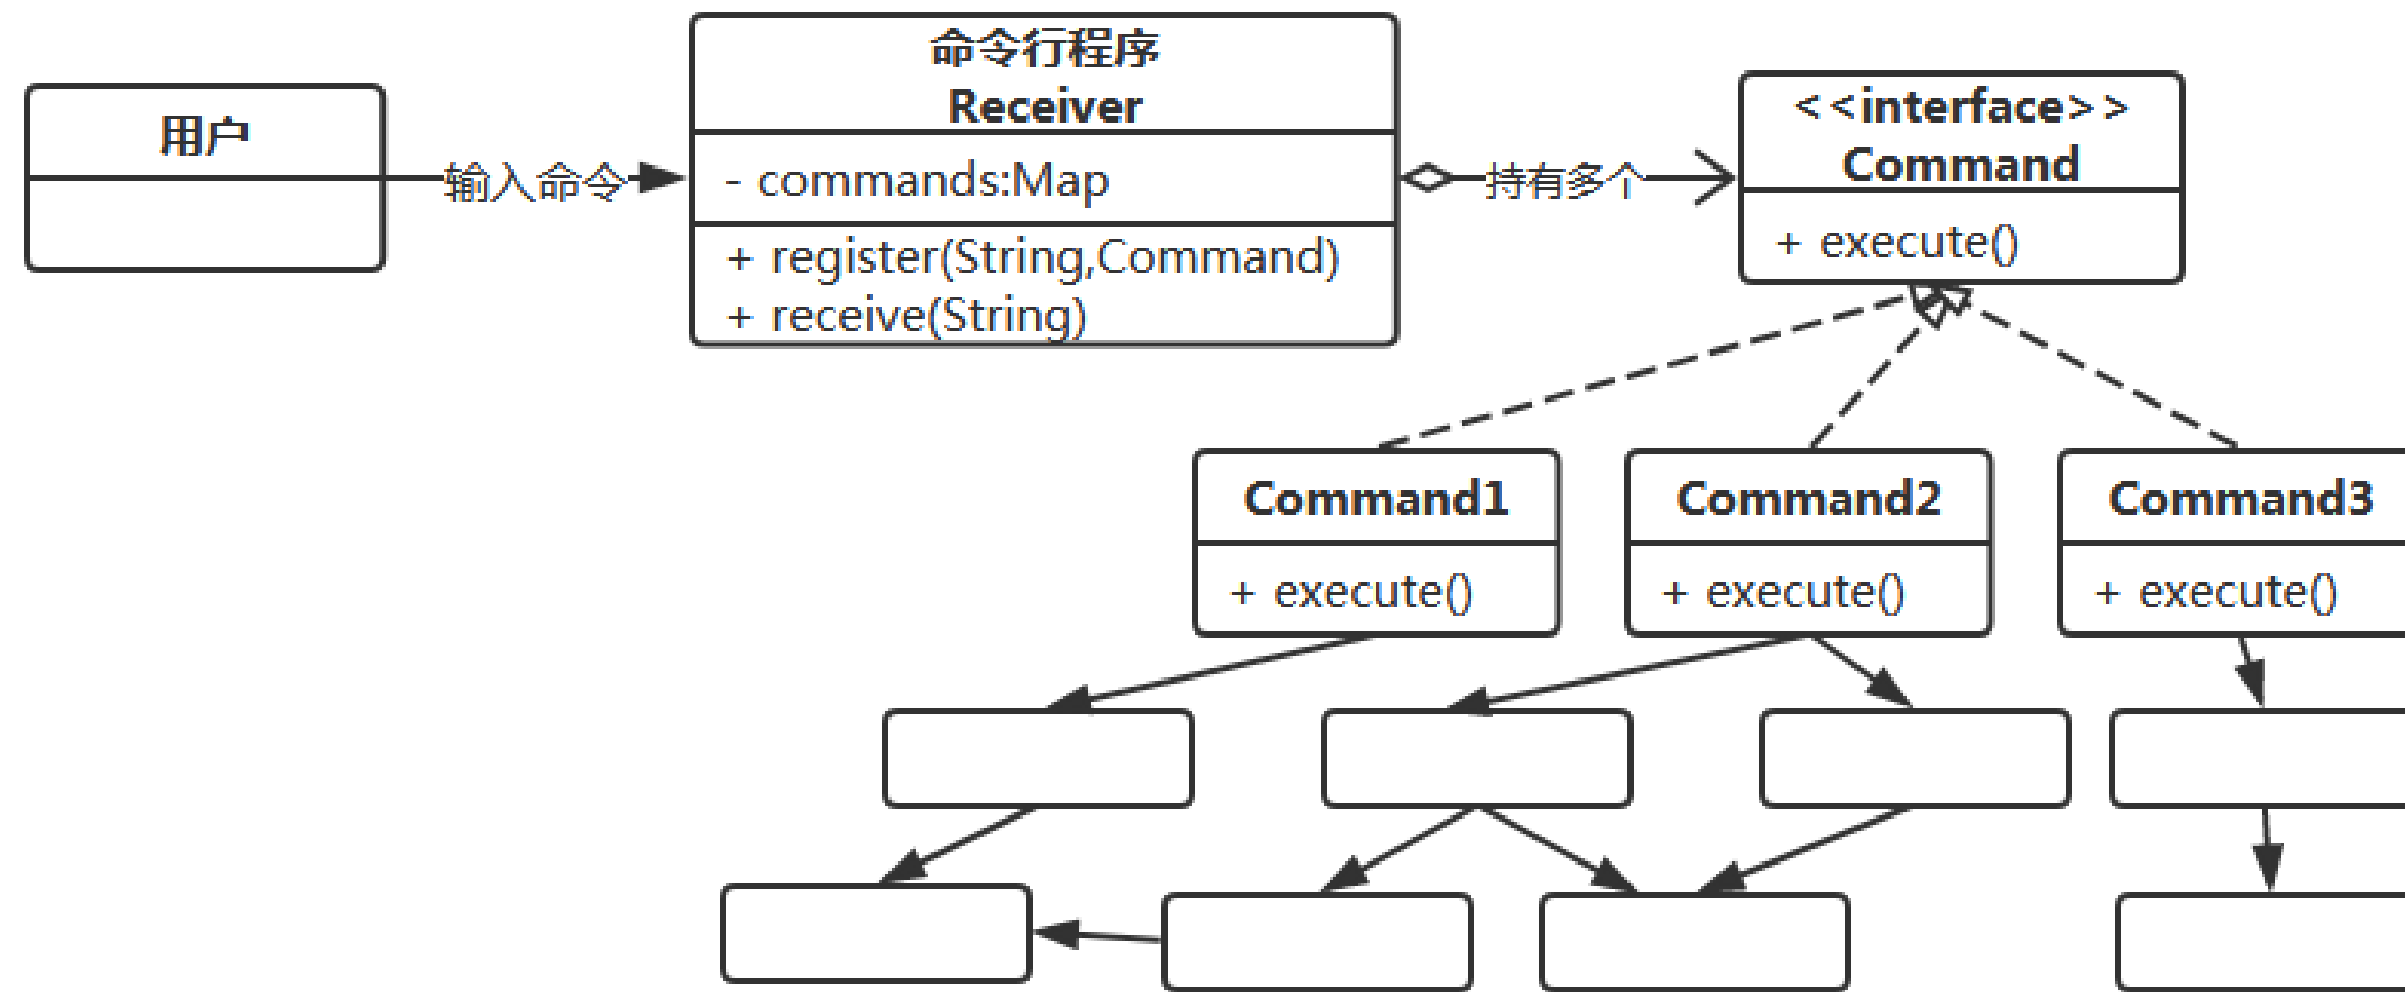 命令行程序
Receiver
用户
输入命令
- commands:Map
+ register(String,Command)
+ receive(String)
持有多个
<<interface>>
Command
+ execute()
Command1
+ execute()
Command2
+ execute()
Command3
+ execute()